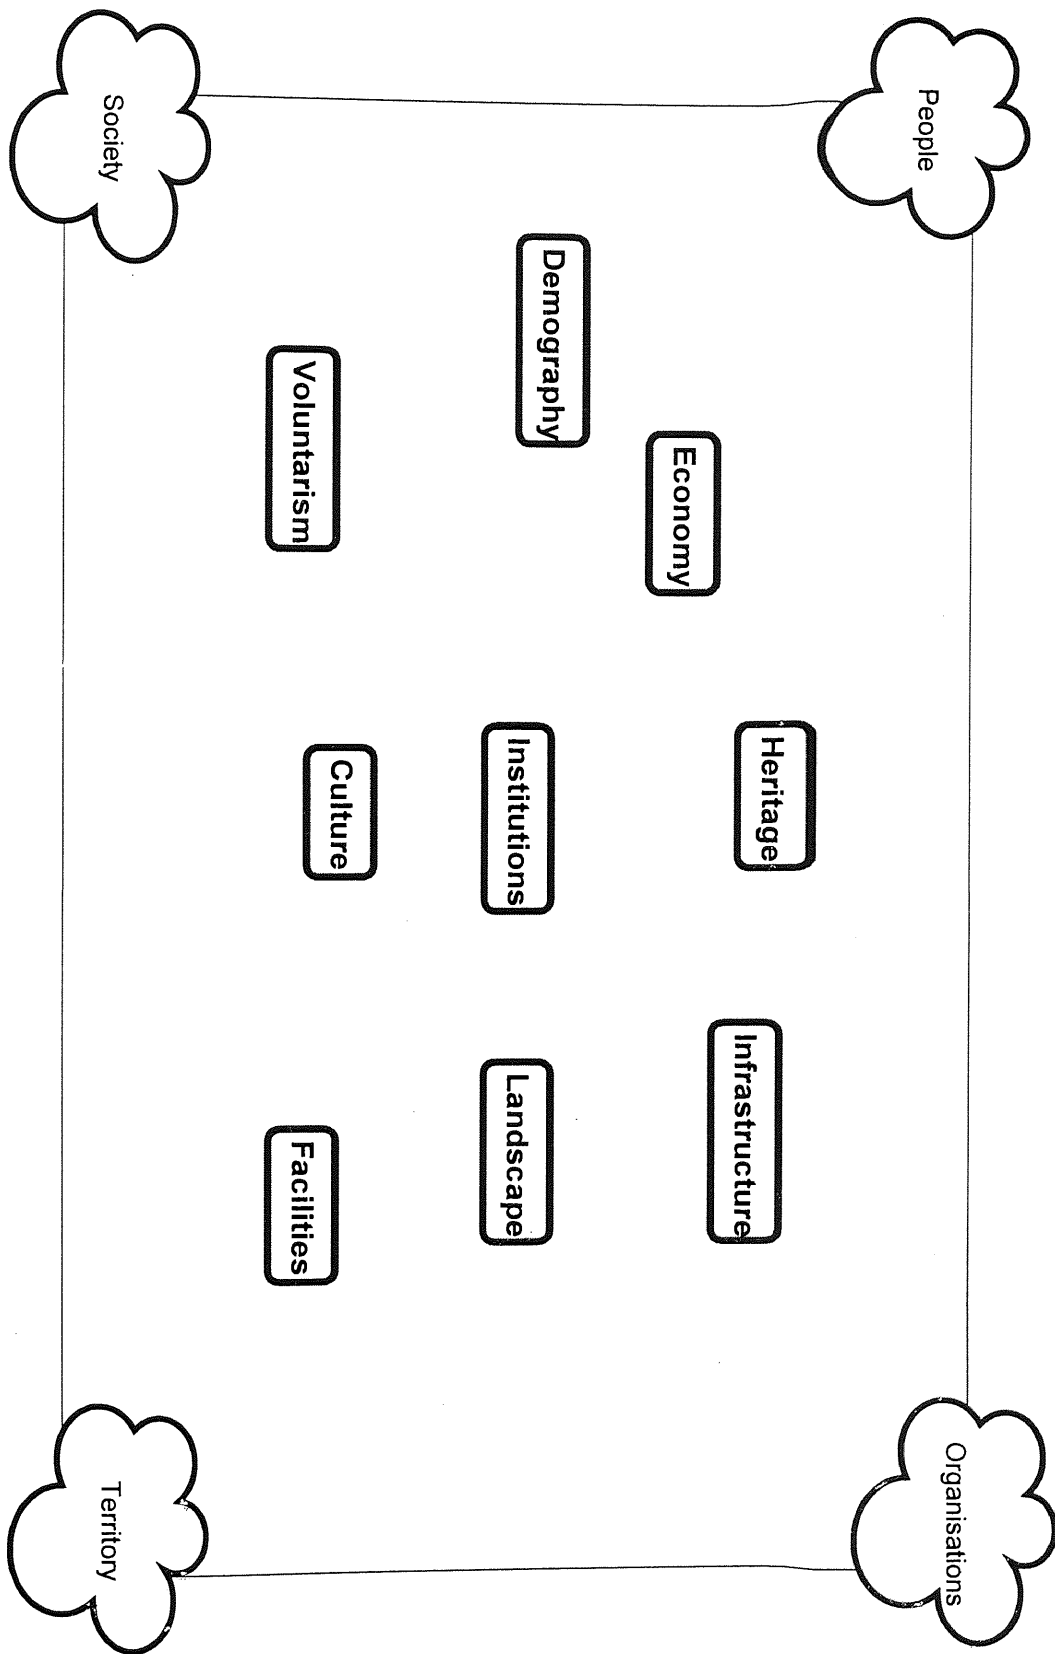 People
Organisations
Heritage
Infrastructure
Economy
Demography
Institutions
Landscape
Culture
Voluntarism
Facilities
Society
Territory